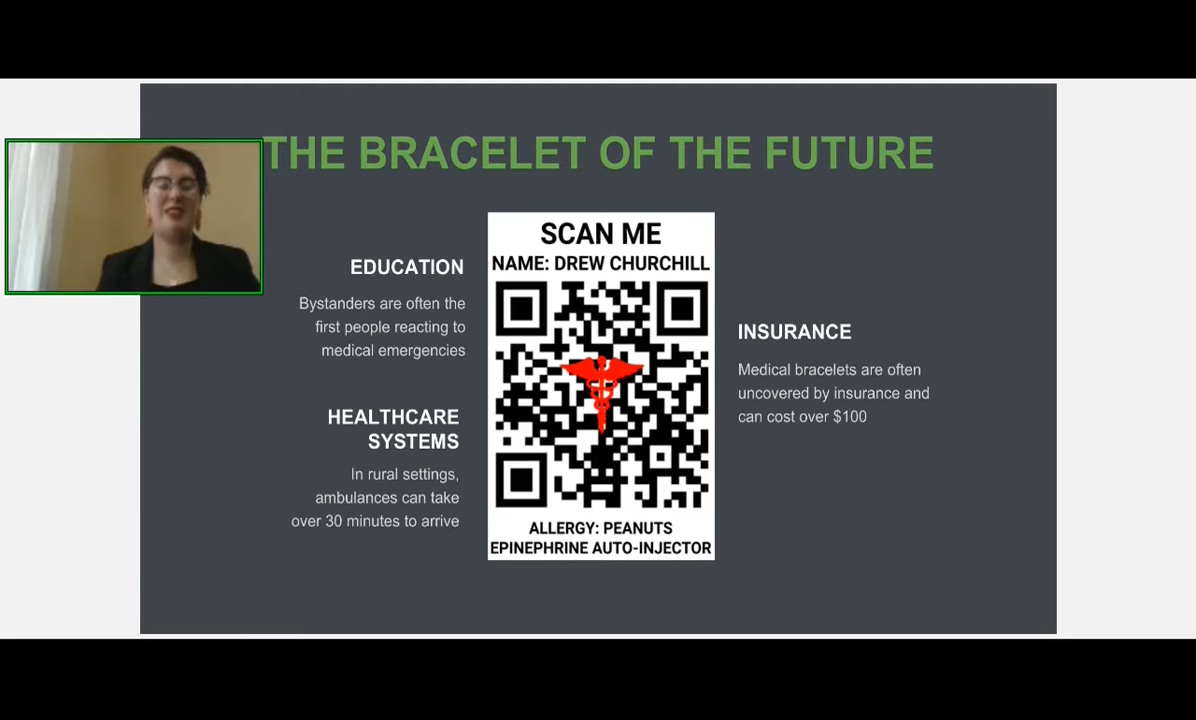 THE BRACELET OF THE FUTURE
EDUCATION
Bystanders are often the
first people reacting to
medical emergencies
HEALTHCARE
SYSTEMS
In rural settings,
ambulances can take
over 30 minutes to arrive
SCAN ME
NAME: DREW CHURCHILL
ALLERGY: PEANUTS
EPINEPHRINE AUTO-INJECTOR
INSURANCE
Medical bracelets are often
uncovered by insurance and
can cost over $100